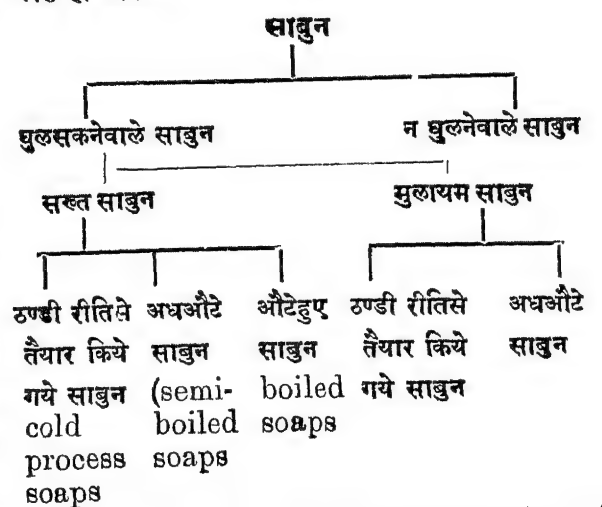 साबुन
घुलसकनेवाले साबुन न घुलनेवाले साबुन
सख्त साबुन मुलायम साबुन
ठण्डी रीतिसे अधऔटे औटेहुए ठण्डी रीतिसे अधऔटे
तैयार किये साबुन साबुन तैयार किये साबुन
गये साबुन (semi- boiled गये साबुन
cold boiled soaps
process soaps
soaps